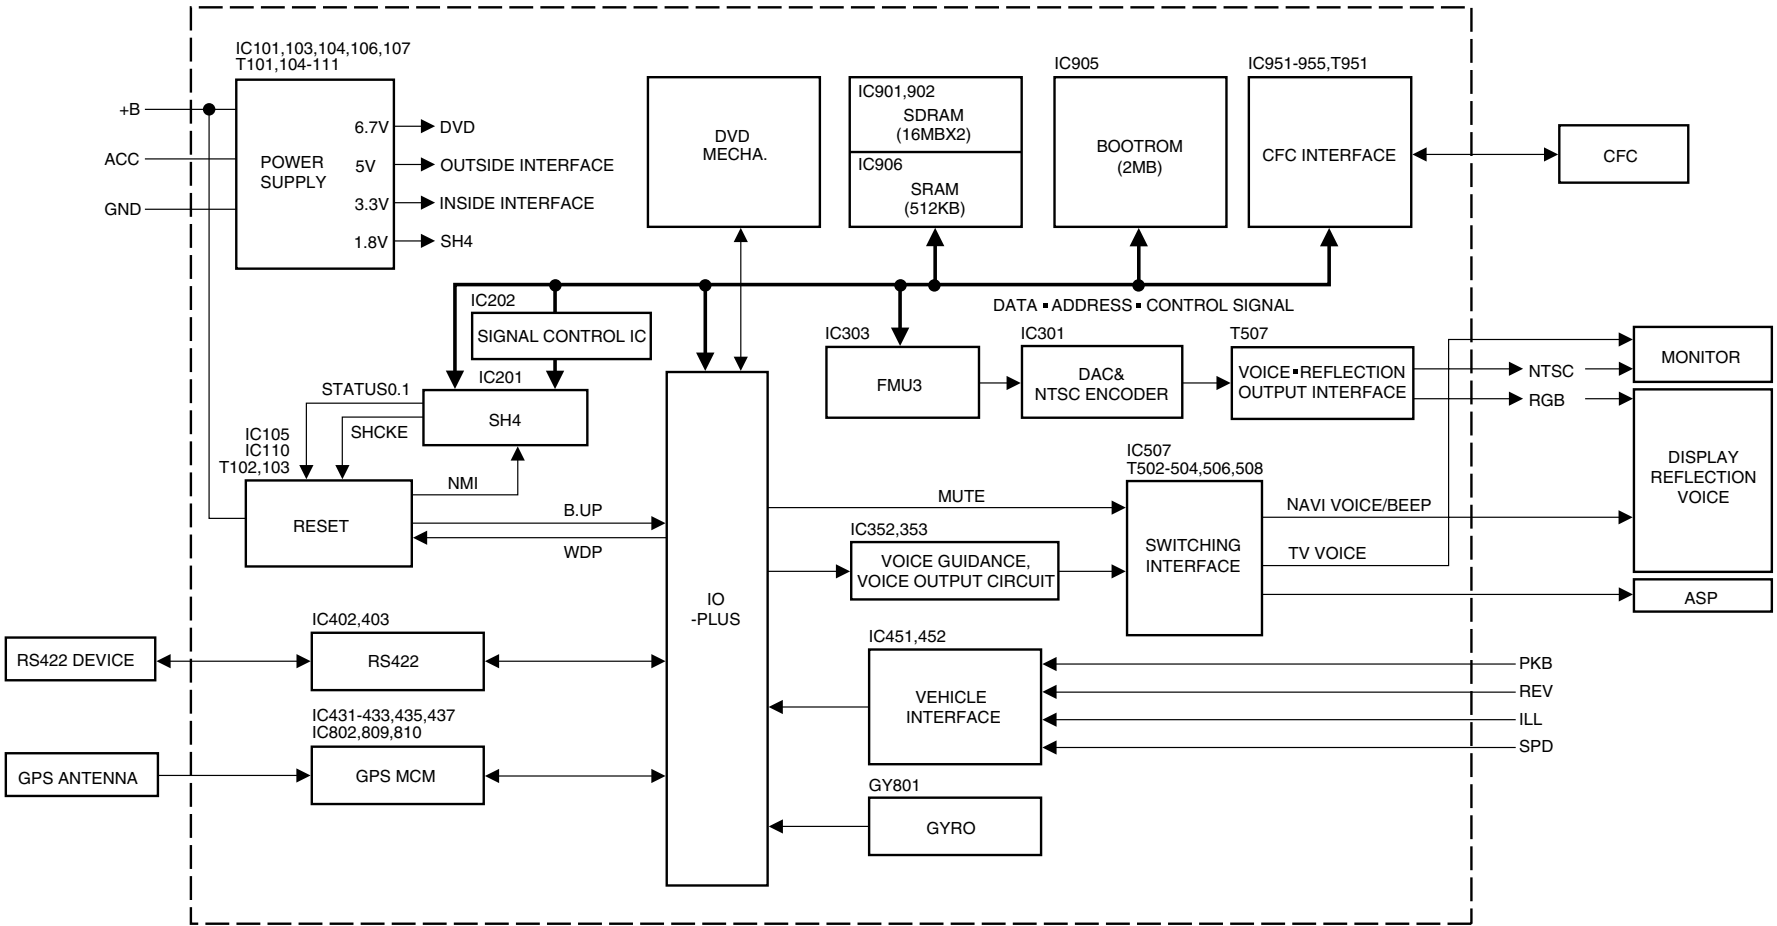 IC101,103,104,106,107
T101,104-111
+B
ACC
GND
POWER
SUPPLY
6.7V
5V
3.3V
1.8V
DVD
OUTSIDE INTERFACE
INSIDE INTERFACE
SH4
DVD
MECHA.
IC901,902
SDRAM
(16MBX2)
IC906
SRAM
(512KB)
IC905
BOOTROM
(2MB)
IC951-955,T951
CFC INTERFACE
CFC
DATA ▪ ADDRESS ▪ CONTROL SIGNAL
IC202
SIGNAL CONTROL IC
IC201
SH4
STATUS0.1
SHCKE
IC105
IC110
T102,103
RESET
NMI
B.UP
WDP
IC303
FMU3
IC301
DAC&
NTSC ENCODER
T507
VOICE▪REFLECTION
OUTPUT INTERFACE
NTSC
RGB
MONITOR
DISPLAY
REFLECTION
VOICE
ASP
IO
-PLUS
MUTE
IC352,353
VOICE GUIDANCE,
VOICE OUTPUT CIRCUIT
IC507
T502-504,506,508
SWITCHING
INTERFACE
NAVI VOICE/BEEP
TV VOICE
RS422 DEVICE
IC402,403
RS422
GPS ANTENNA
IC431-433,435,437
IC802,809,810
GPS MCM
IC451,452
VEHICLE
INTERFACE
PKB
REV
ILL
SPD
GY801
GYRO